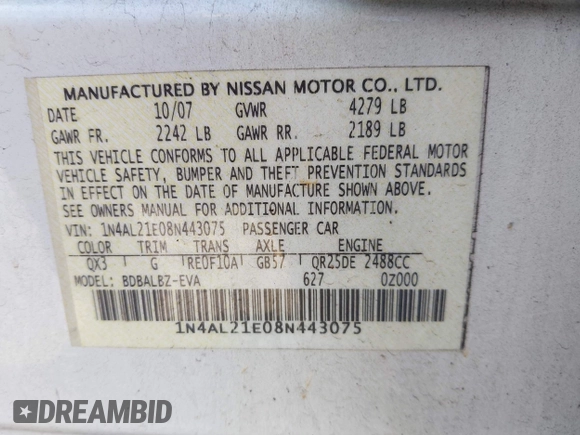 MANUFACTURED BY NISSAN MOTOR CO., LTD.
DATE 10/07 GVWR 4279 LB
GAWR FR. 2242 LB GAWR RR. 2189 LB
THIS VEHICLE CONFORMS TO ALL APPLICABLE FEDERAL MOTOR
VEHICLE SAFETY, BUMPER AND THEFT PREVENTION STANDARDS
IN EFFECT ON THE DATE OF MANUFACTURE SHOWN ABOVE.
SEE OWNERS MANUAL FOR ADDITIONAL INFORMATION.
VIN: 1N4AL21E08N443075 PASSENGER CAR
COLOR TRIM TRANS AXLE ENGINE
QX3 G RE0F10A GB57 QR25DE 2488CC
MODEL: BDBALBZ-EVA 627 0Z000
1N4AL21E08N443075
DREAMBID